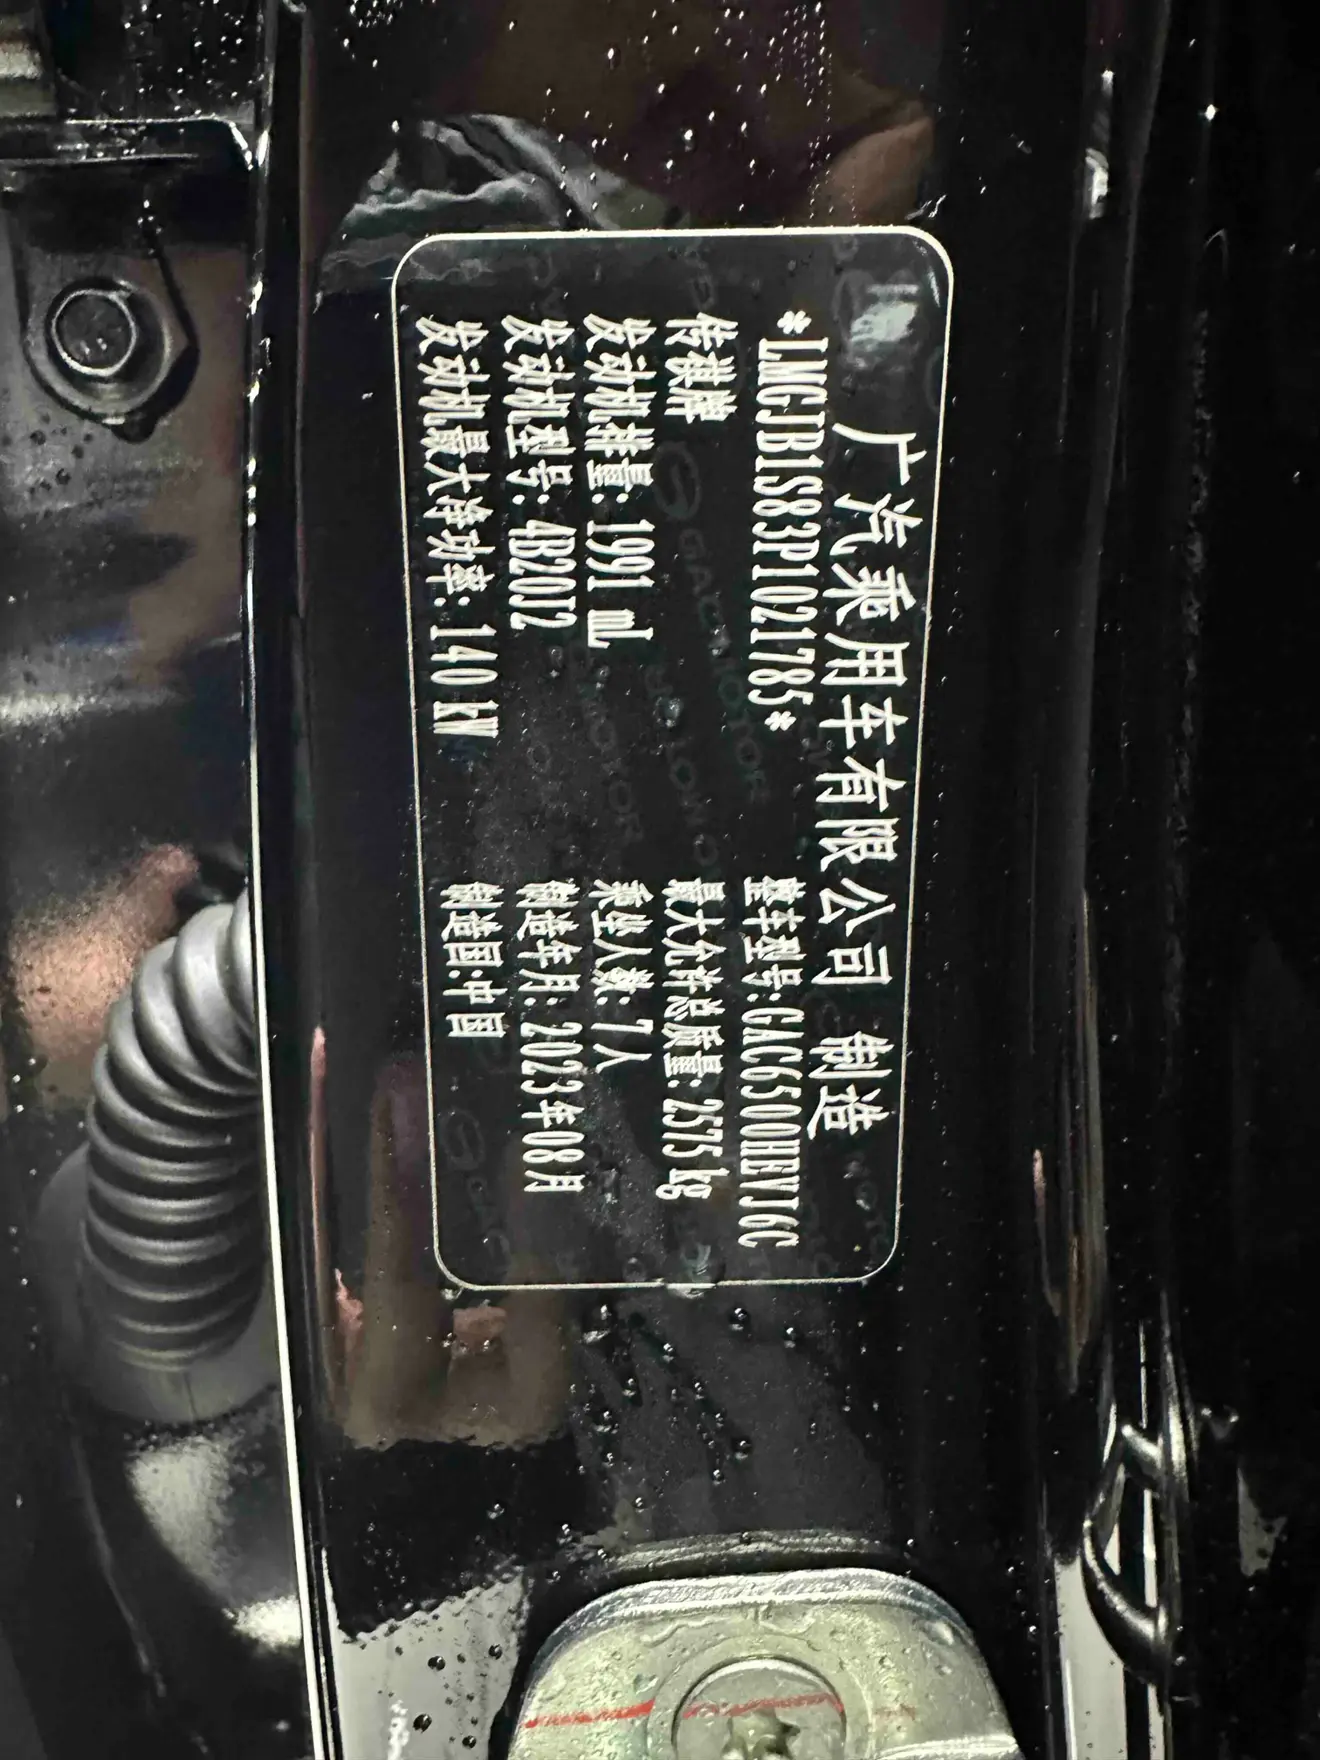 广汽乘用车有限公司 制造
*LMGJB1S83P1021785* 整车型号:GAC6500HEVJ6C
传祺牌 最大允许总质量: 2575 kg
发动机排量: 1991 mL 乘坐人数: 7人
发动机型号: 4B20J2 制造年月: 2023年08月
发动机最大净功率: 140 kW 制造国:中国
GAC MOTOR